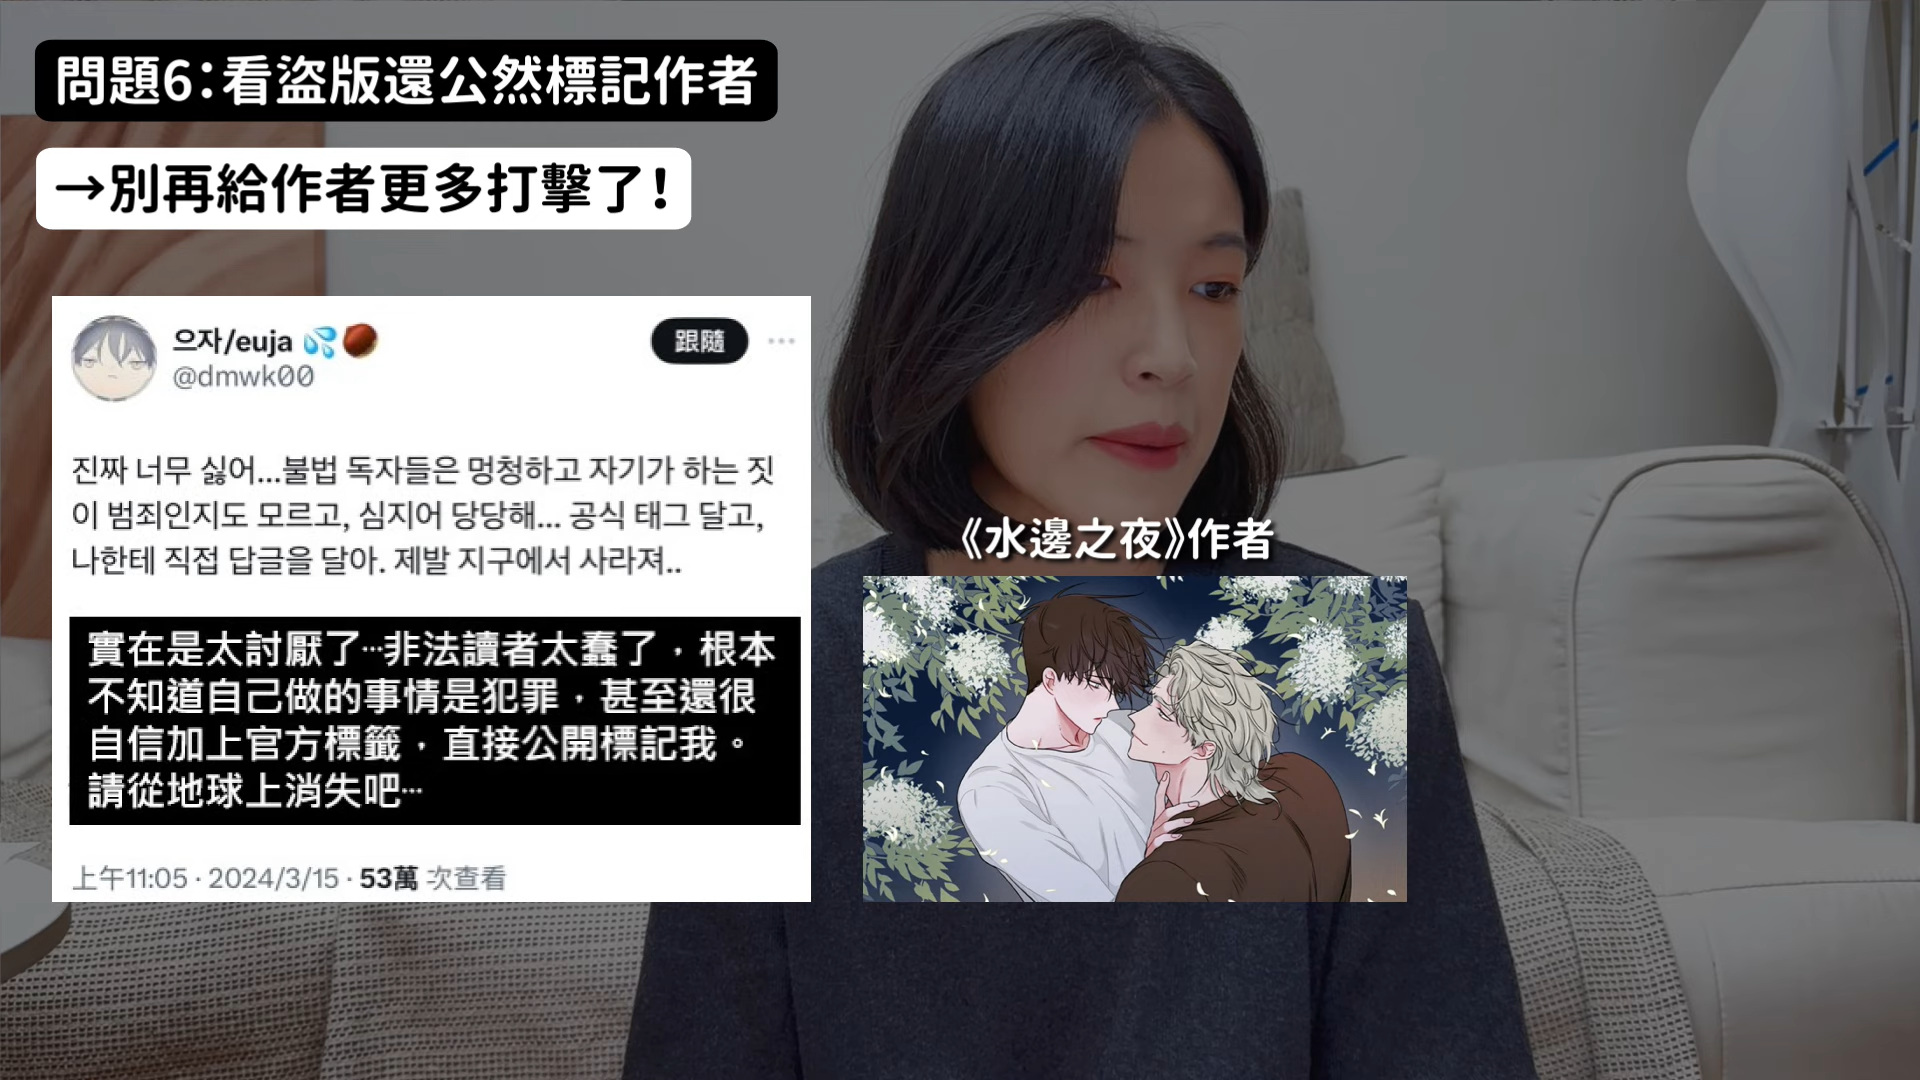 問題6:看盜版還公然標記作者
→別再給作者更多打擊了!
으자/euja
@dmwk00
跟隨
진짜 너무 싫어...불법 독자들은 멍청하고 자기가 하는 짓
이 범죄인지도 모르고, 심지어 당당해... 공식 태그 달고,
나한테 직접 답글을 달아. 제발 지구에서 사라져..
實在是太討厭了…非法讀者太蠢了，根本
不知道自己做的事情是犯罪，甚至還很
自信加上官方標籤，直接公開標記我。
請從地球上消失吧…
上午11:05 · 2024/3/15 · 53萬 次查看
《水邊之夜》作者